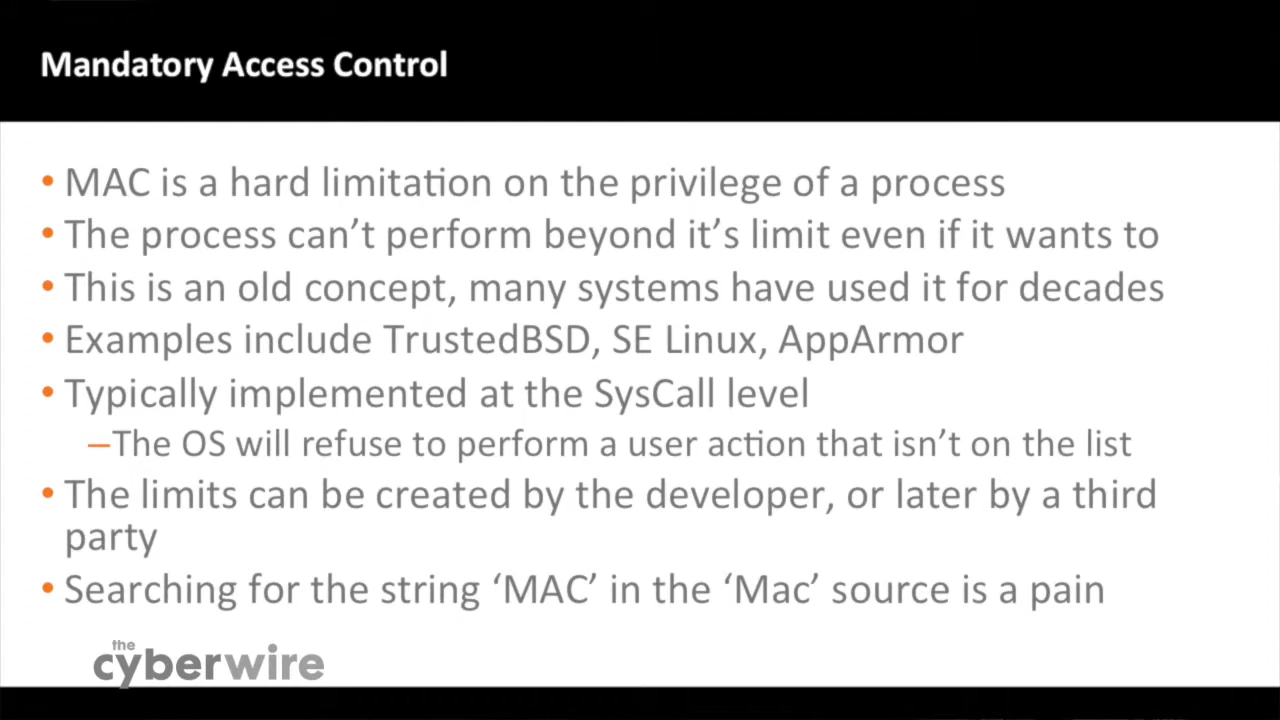 Mandatory Access Control
• MAC is a hard limitation on the privilege of a process
• The process can’t perform beyond it’s limit even if it wants to
• This is an old concept, many systems have used it for decades
• Examples include TrustedBSD, SE Linux, AppArmor
• Typically implemented at the SysCall level
–The OS will refuse to perform a user action that isn’t on the list
• The limits can be created by the developer, or later by a third
party
• Searching for the string ‘MAC’ in the ‘Mac’ source is a pain
the
cyberwire